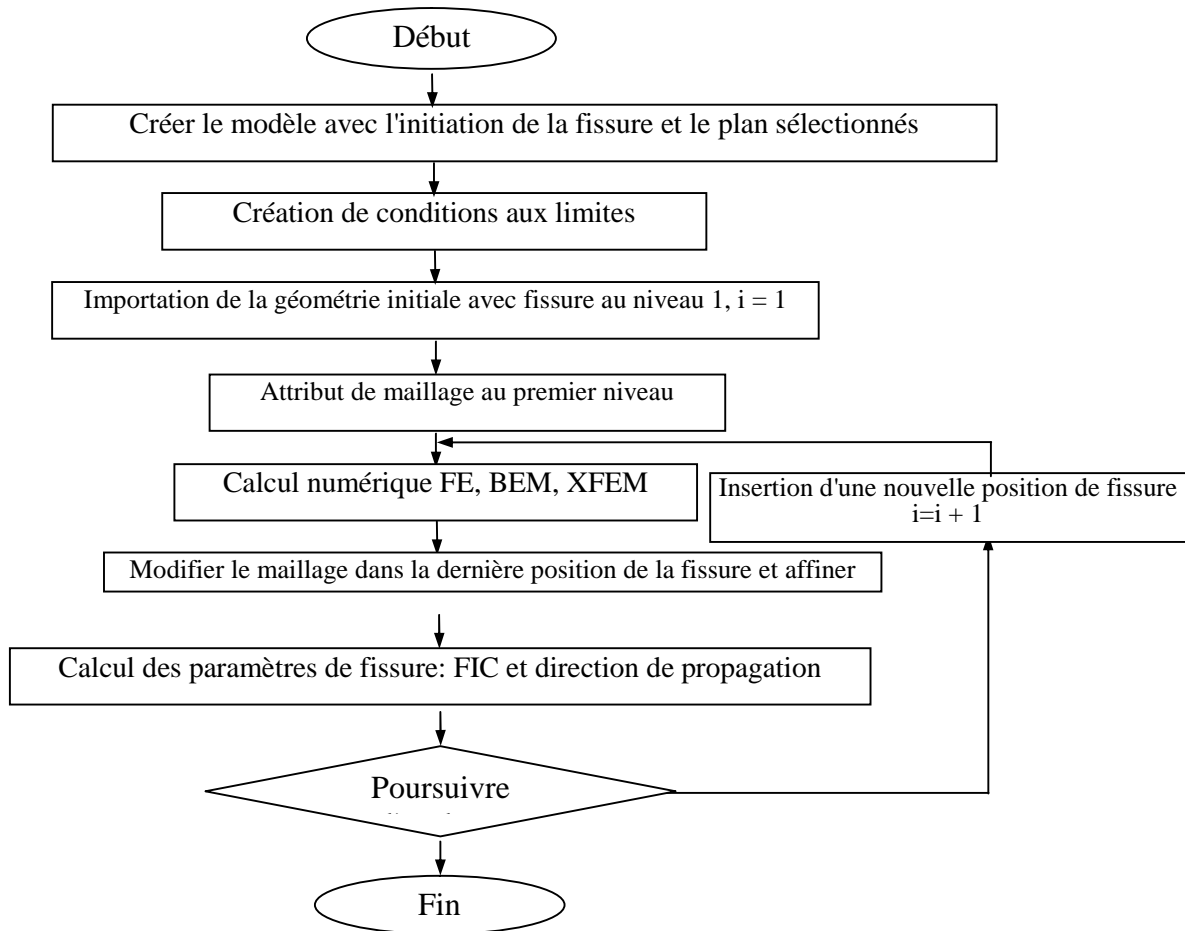 Début
Créer le modèle avec l'initiation de la fissure et le plan sélectionnés
Création de conditions aux limites
Importation de la géométrie initiale avec fissure au niveau 1, i = 1
Attribut de maillage au premier niveau
Calcul numérique FE, BEM, XFEM
Insertion d'une nouvelle position de fissure
i=i + 1
Modifier le maillage dans la dernière position de la fissure et affiner
Calcul des paramètres de fissure: FIC et direction de propagation
Poursuivre
Fin